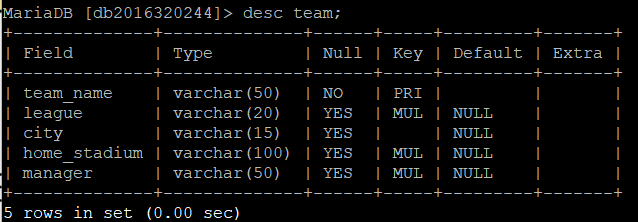 MariaDB [db2016320244]> desc team;
+--------------+--------------+------+-----+---------+-------+
| Field        | Type         | Null | Key | Default | Extra |
+--------------+--------------+------+-----+---------+-------+
| team_name    | varchar(50)  | NO   | PRI |         |       |
| league       | varchar(20)  | YES  | MUL | NULL    |       |
| city         | varchar(15)  | YES  |     | NULL    |       |
| home_stadium | varchar(100) | YES  | MUL | NULL    |       |
| manager      | varchar(50)  | YES  | MUL | NULL    |       |
+--------------+--------------+------+-----+---------+-------+
5 rows in set (0.00 sec)